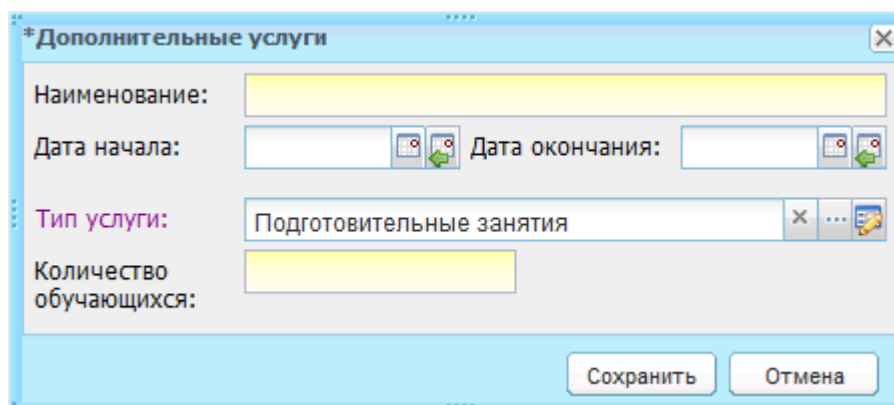 *Дополнительные услуги
Наименование:
Дата начала: Дата окончания:
Тип услуги: Подготовительные занятия
Количество
обучающихся:
Сохранить Отмена